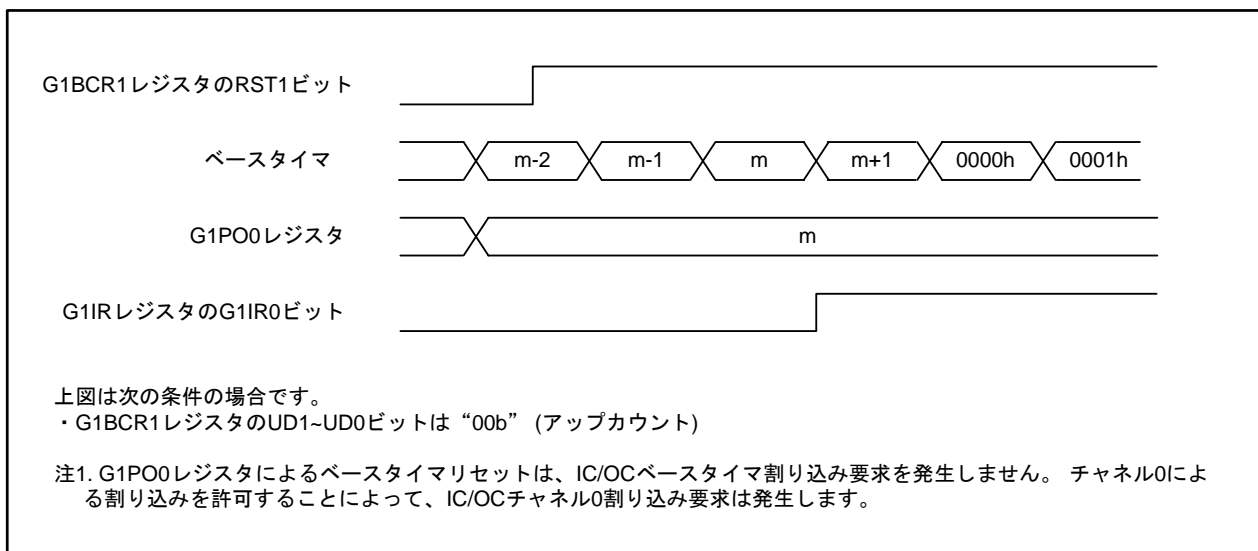 G1BCR1レジスタのRST1ビット
ベースタイマ m-2 m-1 m m+1 0000h 0001h
G1PO0レジスタ m
G1IRレジスタのG1IR0ビット
上図は次の条件の場合です。
・G1BCR1レジスタのUD1~UD0ビットは“00b” (アップカウント)
注1. G1PO0レジスタによるベースタイマリセットは、IC/OCベースタイマ割り込み要求を発生しません。 チャネル0によ
る割り込みを許可することによって、IC/OCチャネル0割り込み要求は発生します。